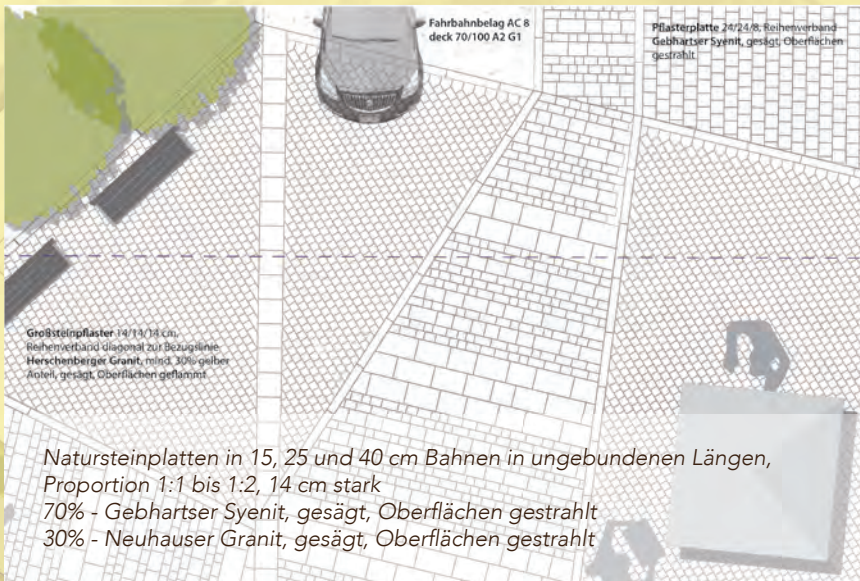 Fahrbahnbelag AC 8
deck 70/100 A2 G1
Pflasterplatte 24/24/8, Reihenverband
Gebhartser Syenit, gesägt, Oberflächen
gestrahlt
Großsteinpflaster 14/14/14 cm,
Reihenverband diagonal zur Bezugslinie
Herschenberger Granit, mind. 30% gelber
Anteil, gesägt, Oberflächen geflammt
Natursteinplatten in 15, 25 und 40 cm Bahnen in ungebundenen Längen,
Proportion 1:1 bis 1:2, 14 cm stark
70% - Gebhartser Syenit, gesägt, Oberflächen gestrahlt
30% - Neuhauser Granit, gesägt, Oberflächen gestrahlt